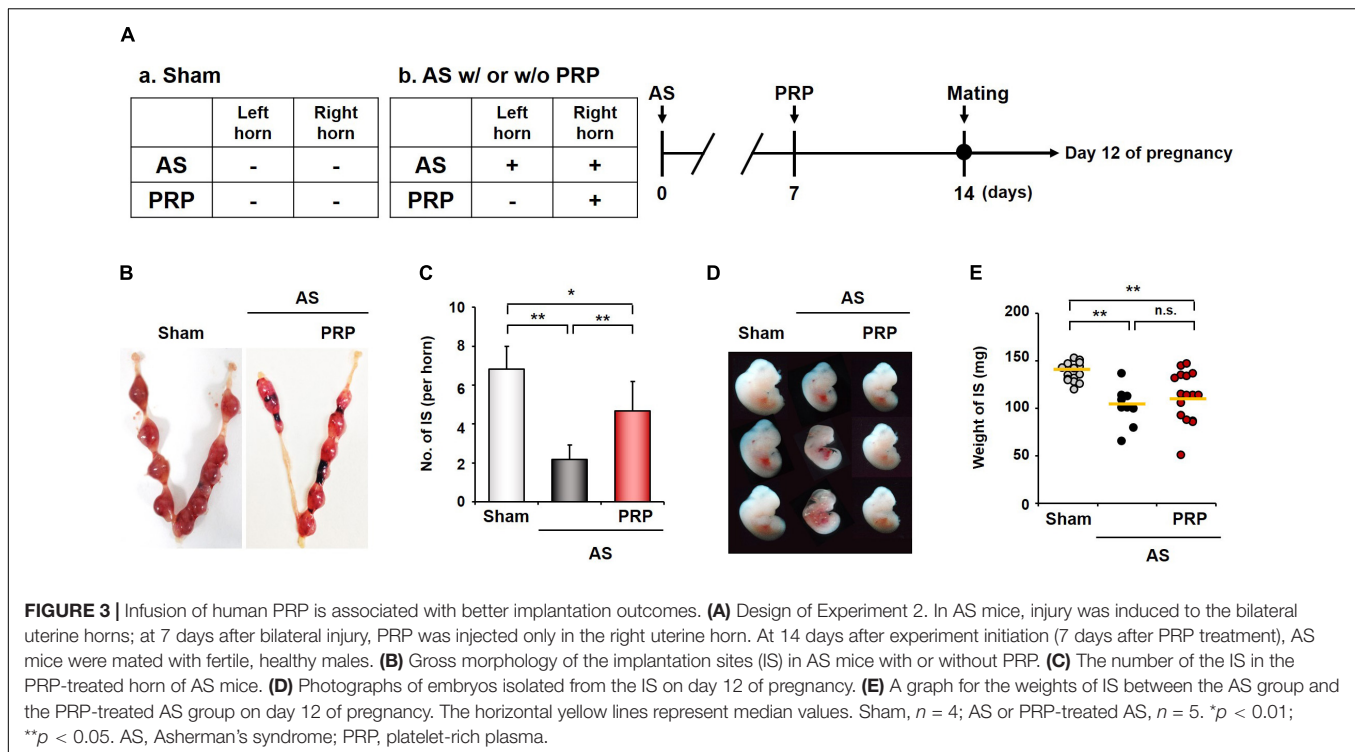 A
a. Sham
Left horn Right horn
AS - -
PRP - -
b. AS w/ or w/o PRP
Left horn Right horn
AS + +
PRP - +
AS PRP Mating
Day 12 of pregnancy
0 7 14 (days)
B
AS
Sham PRP
C
No. of IS (per horn)
10
8
6
4
2
0
*
** **
Sham PRP
AS
D
AS
Sham PRP
E
Weight of IS (mg)
200
150
100
50
0
**
** n.s.
Sham PRP
AS
FIGURE 3 | Infusion of human PRP is associated with better implantation outcomes. (A) Design of Experiment 2. In AS mice, injury was induced to the bilateral
uterine horns; at 7 days after bilateral injury, PRP was injected only in the right uterine horn. At 14 days after experiment initiation (7 days after PRP treatment), AS
mice were mated with fertile, healthy males. (B) Gross morphology of the implantation sites (IS) in AS mice with or without PRP. (C) The number of the IS in the
PRP-treated horn of AS mice. (D) Photographs of embryos isolated from the IS on day 12 of pregnancy. (E) A graph for the weights of IS between the AS group and
the PRP-treated AS group on day 12 of pregnancy. The horizontal yellow lines represent median values. Sham, n = 4; AS or PRP-treated AS, n = 5. *p < 0.01;
**p < 0.05. AS, Asherman's syndrome; PRP, platelet-rich plasma.